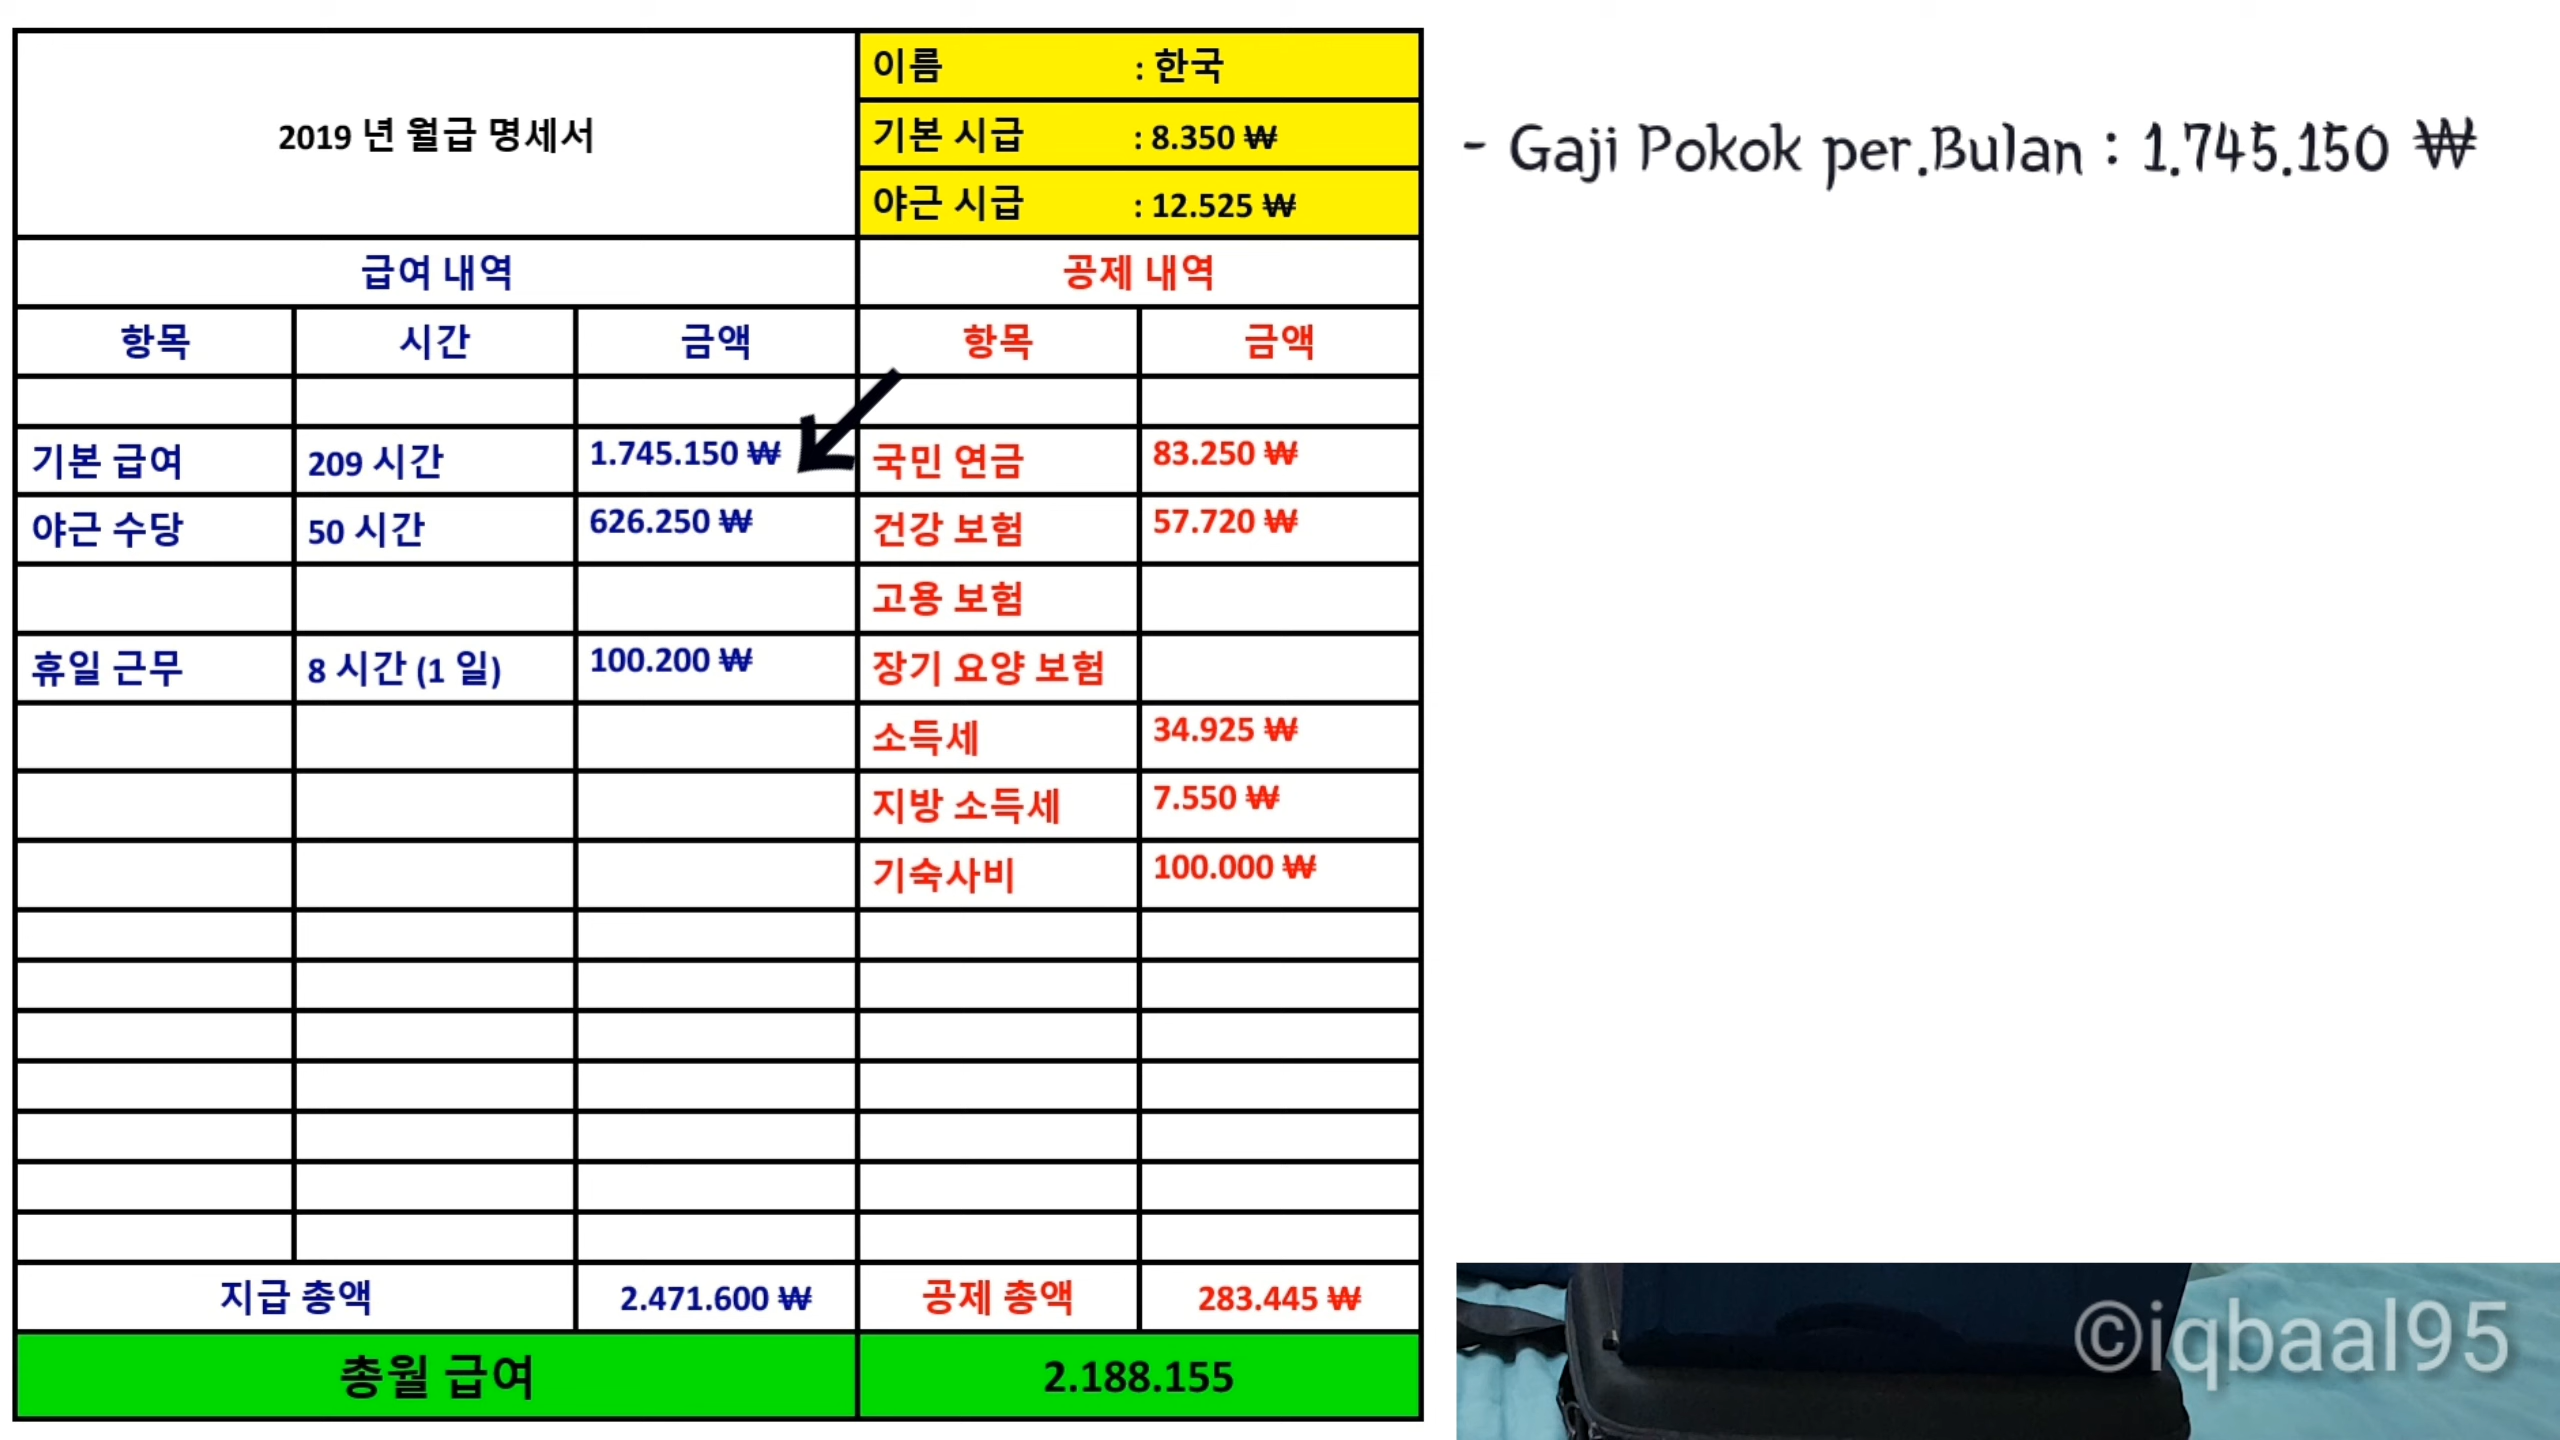 2019 년 월급 명세서
이름 : 한국
기본 시급 : 8.350 ₩
야근 시급 : 12.525 ₩
급여 내역 공제 내역
항목 시간 금액 항목 금액
기본 급여 209 시간 1.745.150 ₩ 국민 연금 83.250 ₩
야근 수당 50 시간 626.250 ₩ 건강 보험 57.720 ₩
고용 보험
휴일 근무 8 시간 (1 일) 100.200 ₩ 장기 요양 보험
소득세 34.925 ₩
지방 소득세 7.550 ₩
기숙사비 100.000 ₩
지급 총액 2.471.600 ₩ 공제 총액 283.445 ₩
총월 급여 2.188.155
- Gaji Pokok per.Bulan : 1.745.150 ₩
©iqbaal95